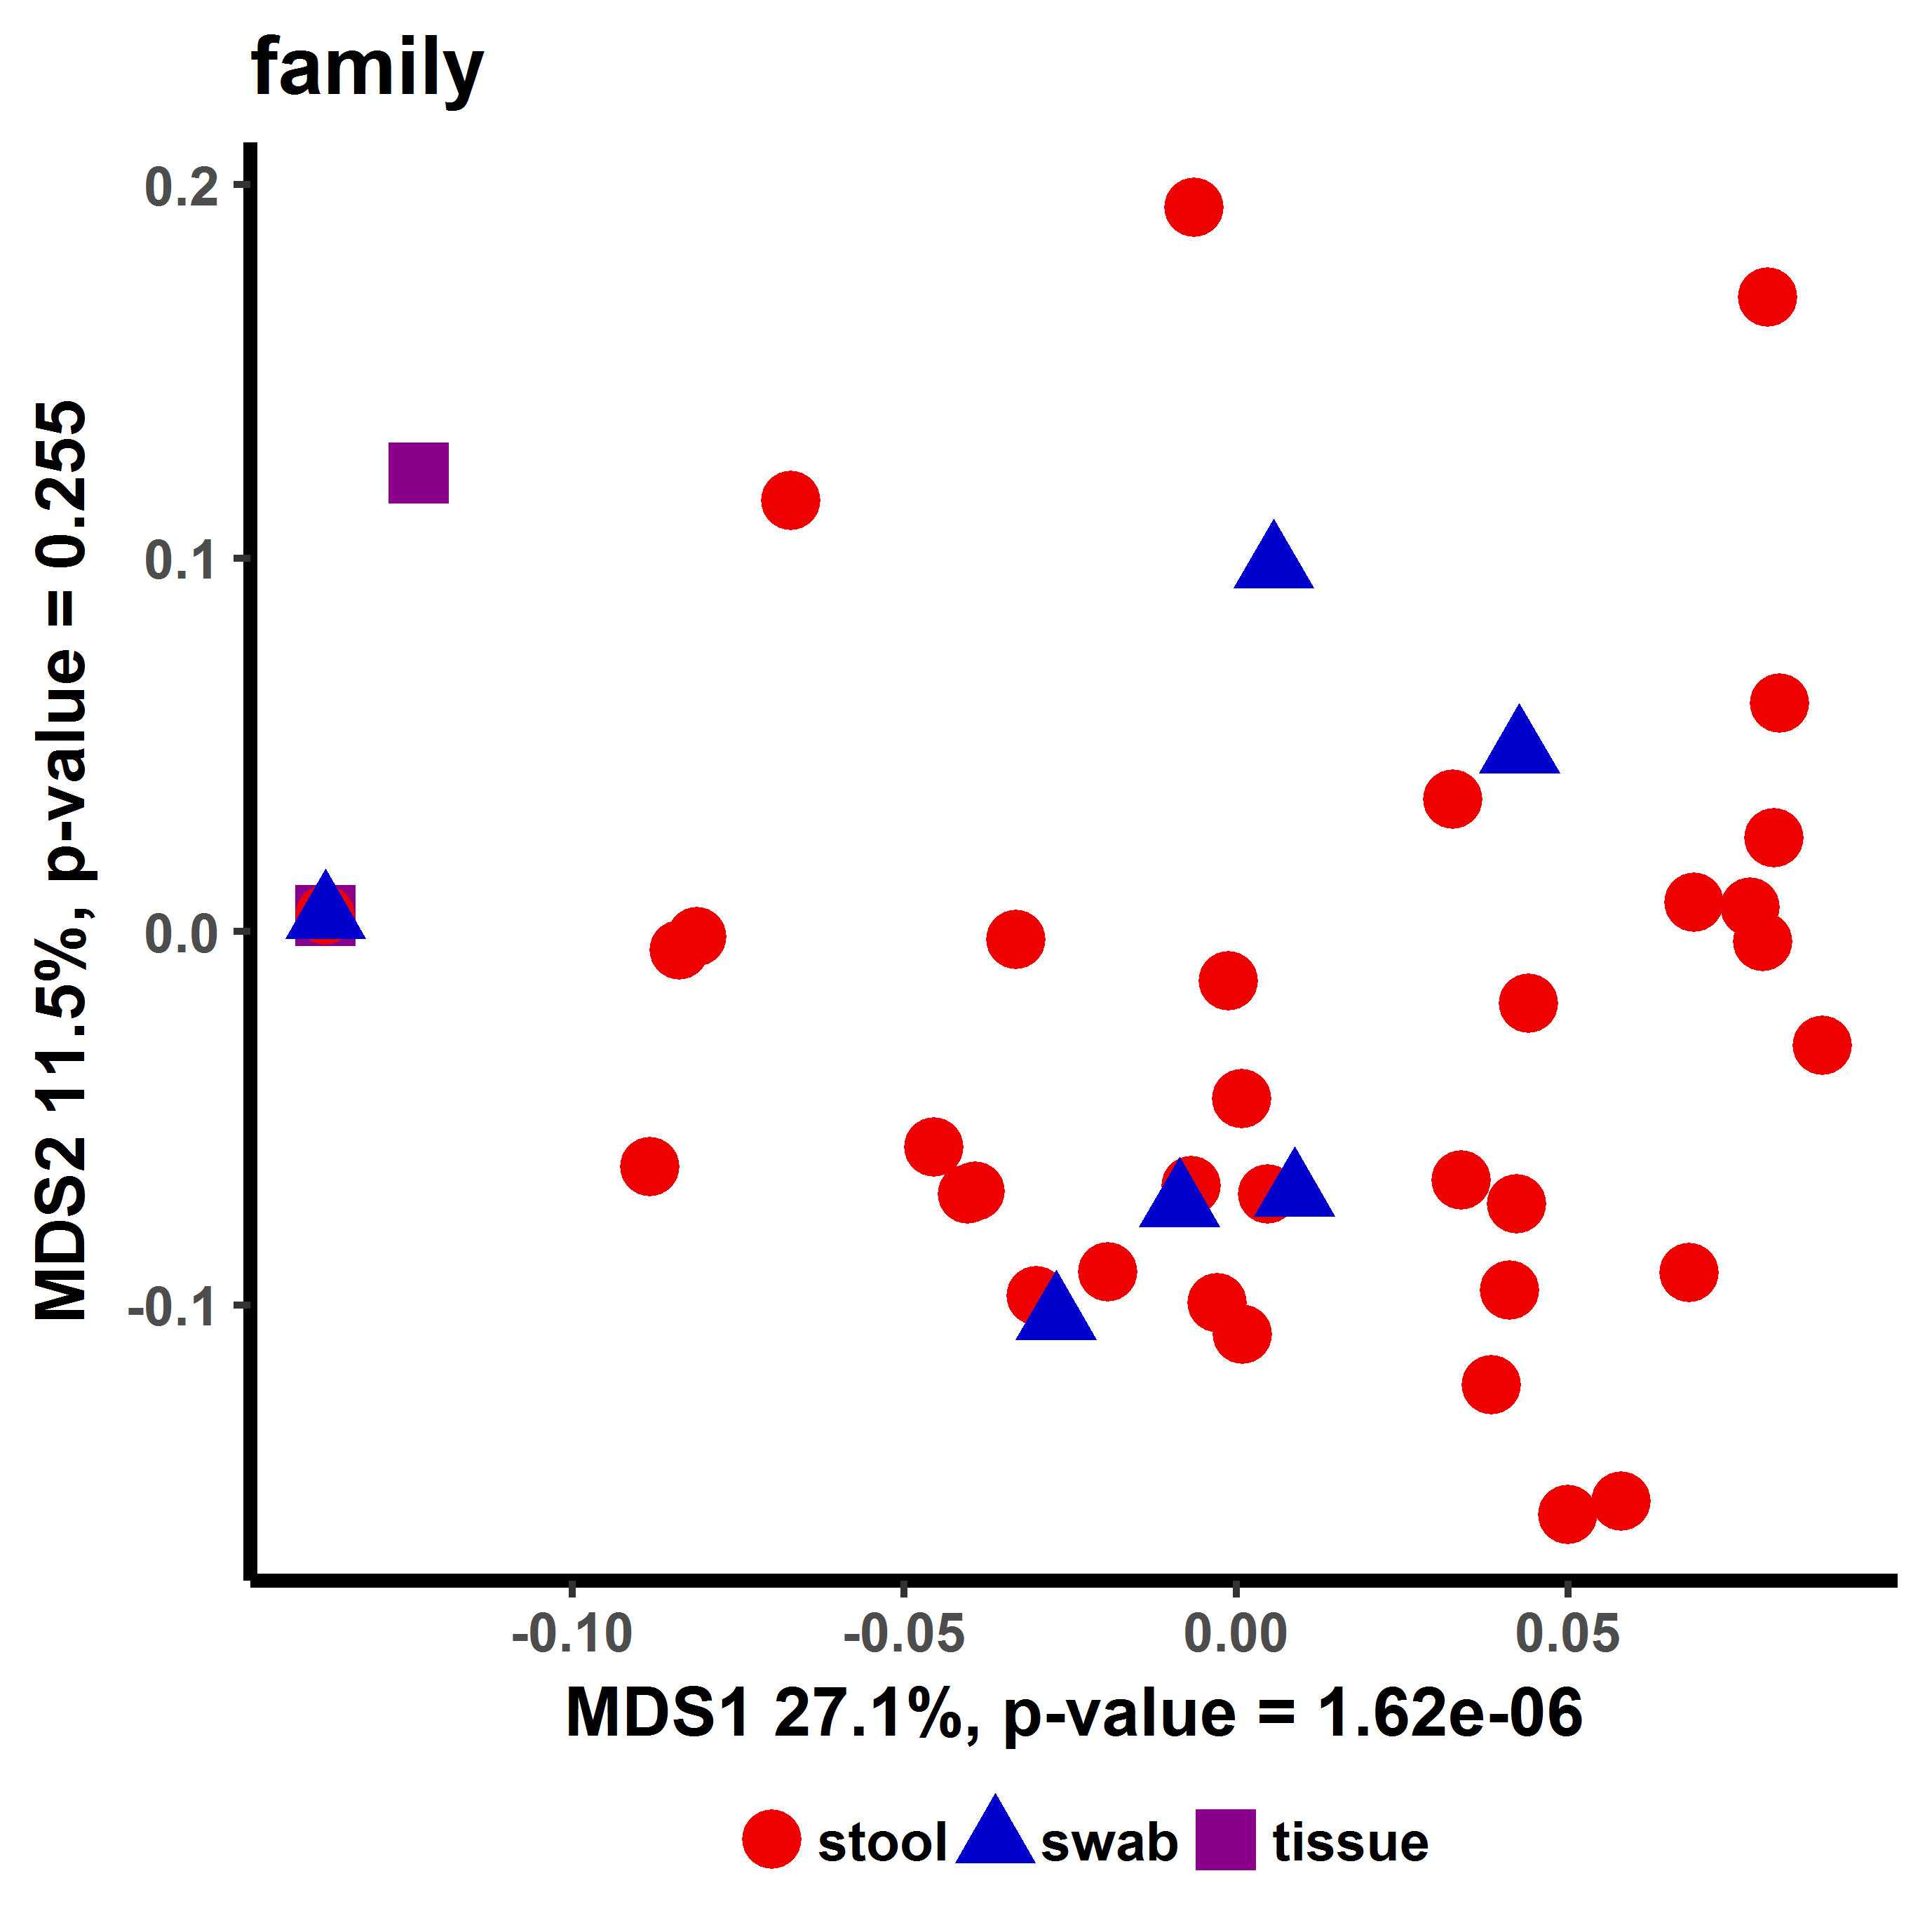 family
0.2
0.1
0.0
-0.1
MDS2 11.5%, p-value = 0.255
-0.10 -0.05 0.00 0.05
MDS1 27.1%, p-value = 1.62e-06
stool swab tissue